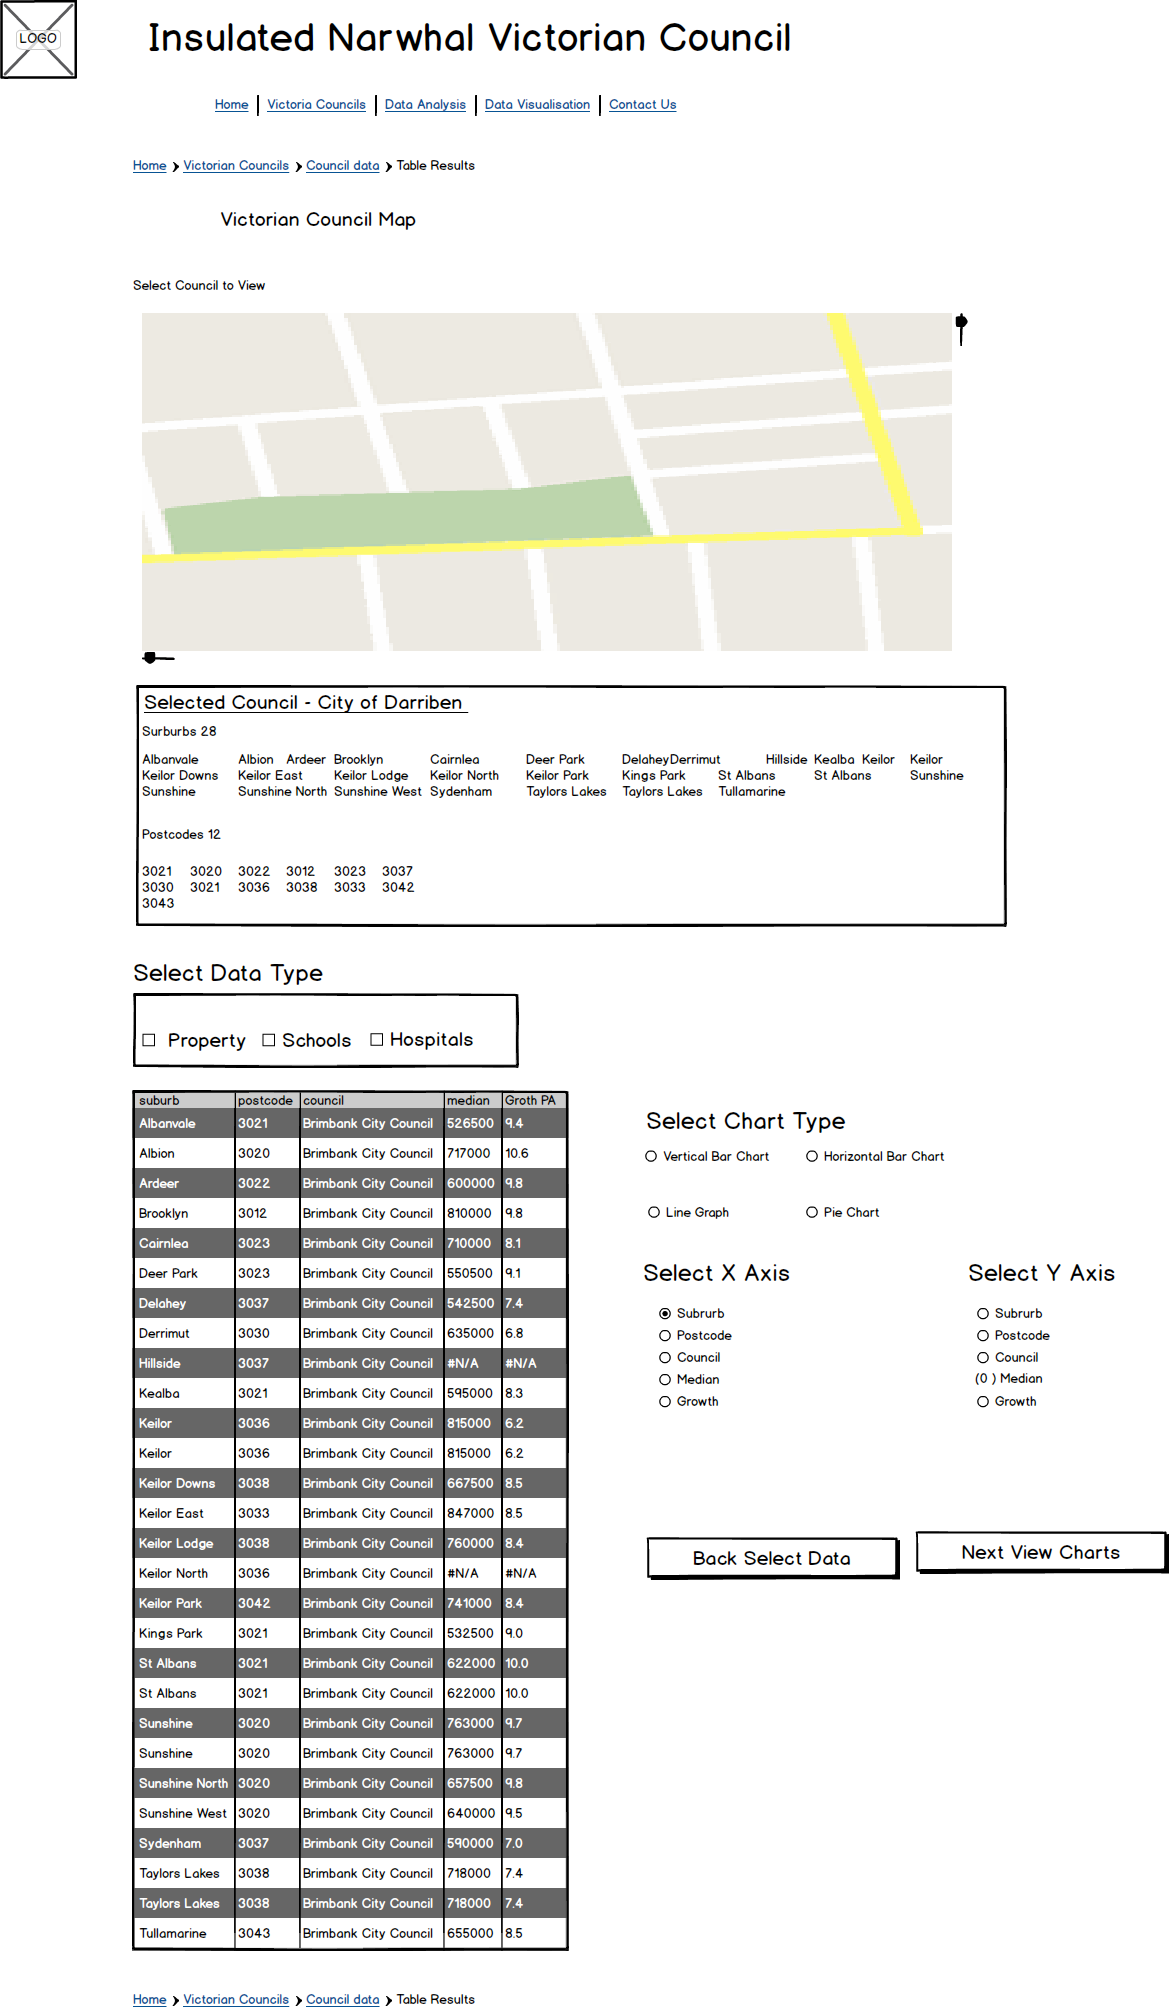 LOGO
Insulated Narwhal Victorian Council
Home Victoria Councils Data Analysis Data Visualisation Contact Us
Home Victorian Councils Council data Table Results
Victorian Council Map
Select Council to View
Selected Council - City of Darriben
Surburbs 28
Albanvale Albion Ardeer Brooklyn Cairnlea Deer Park DelaheyDerrimut Hillside Kealba Keilor Keilor
Keilor Downs Keilor East Keilor Lodge Keilor North Keilor Park Kings Park St Albans St Albans Sunshine
Sunshine Sunshine North Sunshine West Sydenham Taylors Lakes Taylors Lakes Tullamarine
Postcodes 12
3021 3020 3022 3012 3023 3037
3030 3021 3036 3038 3033 3042
3043
Select Data Type
Property Schools Hospitals
suburb postcode council median Groth PA
Albanvale 3021 Brimbank City Council 526500 9.4
Albion 3020 Brimbank City Council 717000 10.6
Ardeer 3022 Brimbank City Council 600000 9.8
Brooklyn 3012 Brimbank City Council 810000 9.8
Cairnlea 3023 Brimbank City Council 710000 8.1
Deer Park 3023 Brimbank City Council 550500 9.1
Delahey 3037 Brimbank City Council 542500 7.4
Derrimut 3030 Brimbank City Council 635000 6.8
Hillside 3037 Brimbank City Council #N/A #N/A
Kealba 3021 Brimbank City Council 595000 8.3
Keilor 3036 Brimbank City Council 815000 6.2
Keilor 3036 Brimbank City Council 815000 6.2
Keilor Downs 3038 Brimbank City Council 667500 8.5
Keilor East 3033 Brimbank City Council 847000 8.5
Keilor Lodge 3038 Brimbank City Council 760000 8.4
Keilor North 3036 Brimbank City Council #N/A #N/A
Keilor Park 3042 Brimbank City Council 741000 8.4
Kings Park 3021 Brimbank City Council 532500 9.0
St Albans 3021 Brimbank City Council 622000 10.0
St Albans 3021 Brimbank City Council 622000 10.0
Sunshine 3020 Brimbank City Council 763000 9.7
Sunshine 3020 Brimbank City Council 763000 9.7
Sunshine North 3020 Brimbank City Council 657500 9.8
Sunshine West 3020 Brimbank City Council 640000 9.5
Sydenham 3037 Brimbank City Council 590000 7.0
Taylors Lakes 3038 Brimbank City Council 718000 7.4
Taylors Lakes 3038 Brimbank City Council 718000 7.4
Tullamarine 3043 Brimbank City Council 655000 8.5
Select Chart Type
Vertical Bar Chart Horizontal Bar Chart
Line Graph Pie Chart
Select X Axis
Subrurb
Postcode
Council
Median
Growth
Select Y Axis
Subrurb
Postcode
Council
(0 ) Median
Growth
Back Select Data
Next View Charts
Home Victorian Councils Council data Table Results